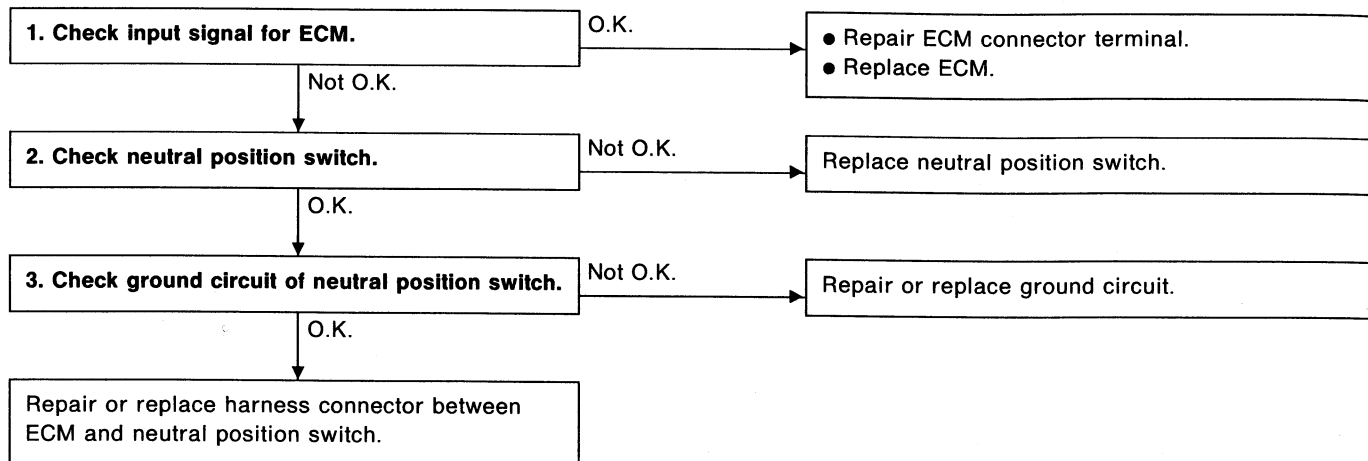 1. Check input signal for ECM.
O.K.
● Repair ECM connector terminal.
● Replace ECM.
Not O.K.
2. Check neutral position switch.
Not O.K.
Replace neutral position switch.
O.K.
3. Check ground circuit of neutral position switch.
Not O.K.
Repair or replace ground circuit.
O.K.
Repair or replace harness connector between
ECM and neutral position switch.